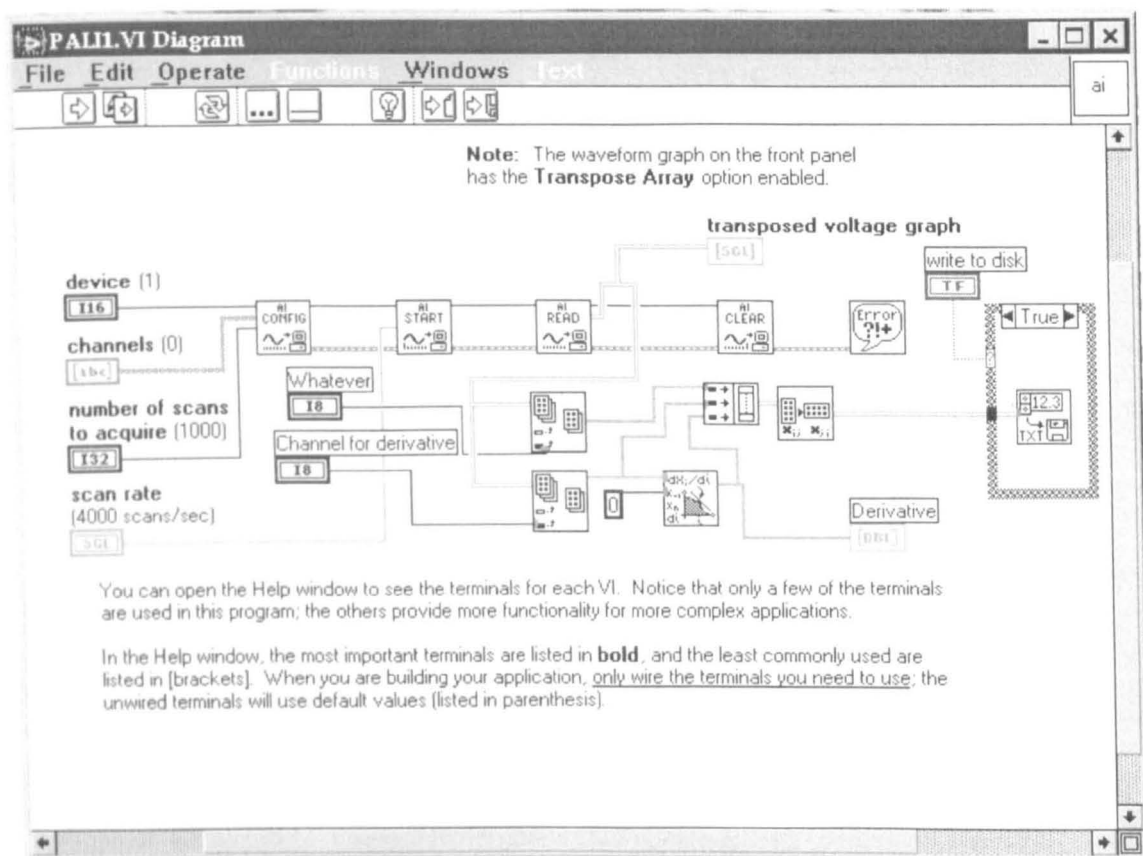 PALI1.VI Diagram
File Edit Operate Functions Windows Text
ai
Note: The waveform graph on the front panel
has the Transpose Array option enabled.
transposed voltage graph
[SGL]
write to disk
TF
device (1)
I16
AI CONFIG
AI START
AI READ
AI CLEAR
Error ?!+
True
channels (0)
[abc]
Whatever
I8
number of scans
to acquire (1000)
I32
Channel for derivative
I8
12.3
TXT
scan rate
(4000 scans/sec)
SGL
0
Derivative
[DBL]
You can open the Help window to see the terminals for each VI. Notice that only a few of the terminals
are used in this program; the others provide more functionality for more complex applications.
In the Help window, the most important terminals are listed in bold, and the least commonly used are
listed in [brackets]. When you are building your application, only wire the terminals you need to use; the
unwired terminals will use default values (listed in parenthesis).